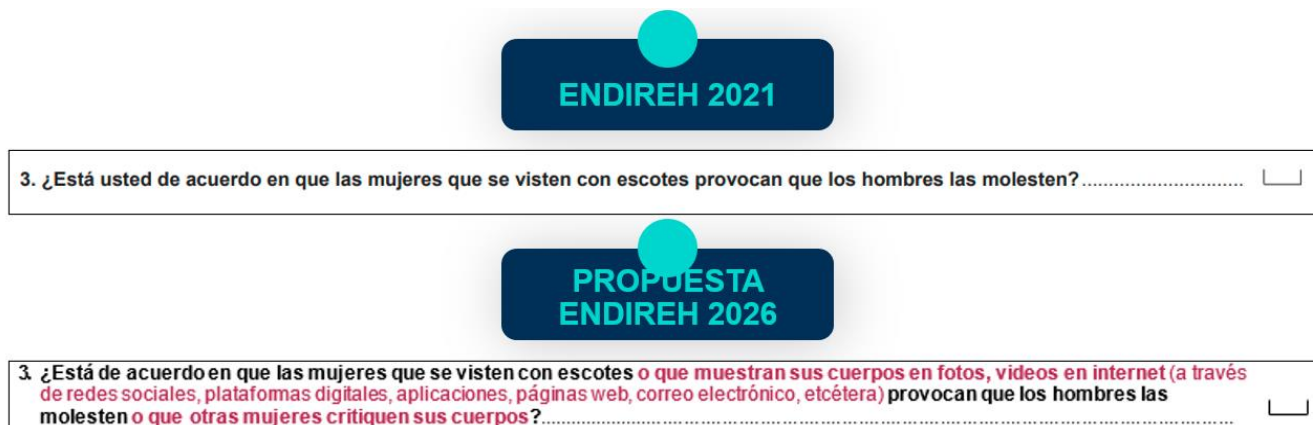 ENDIREH 2021
3. ¿Está usted de acuerdo en que las mujeres que se visten con escotes provocan que los hombres las molesten?..............................
PROPUESTA
ENDIREH 2026
3. ¿Está de acuerdo en que las mujeres que se visten con escotes o que muestran sus cuerpos en fotos, videos en internet (a través
de redes sociales, plataformas digitales, aplicaciones, páginas web, correo electrónico, etcétera) provocan que los hombres las
molesten o que otras mujeres critiquen sus cuerpos?..............................